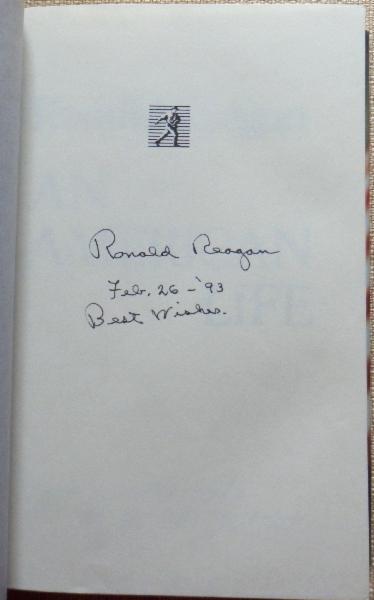 Ronald Reagan
Feb. 26 - '93
Best Wishes.